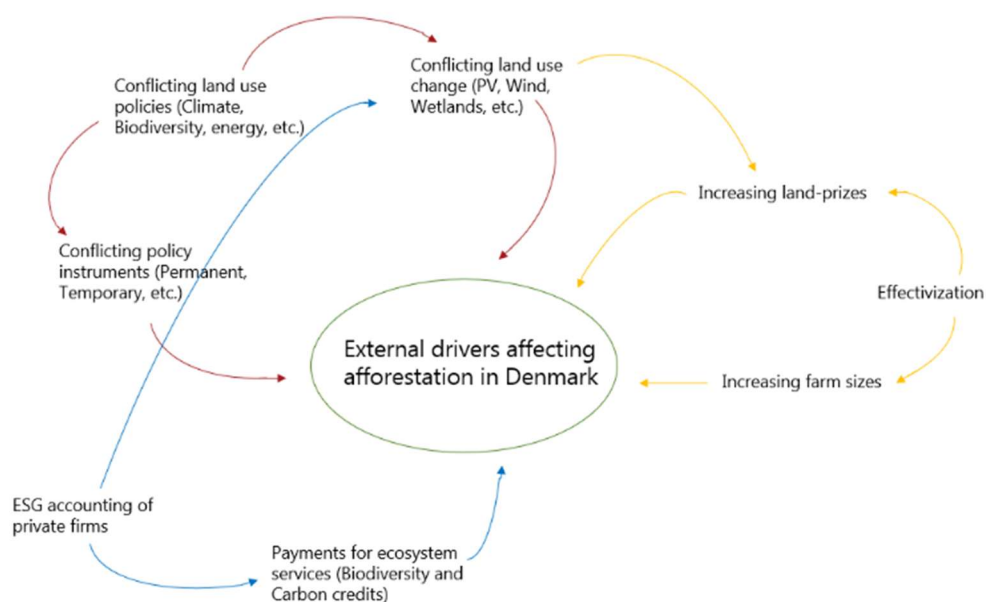 Conflicting land use
policies (Climate,
Biodiversity, energy, etc.)
Conflicting land use
change (PV, Wind,
Wetlands, etc.)
Increasing land-prizes
Conflicting policy
instruments (Permanent,
Temporary, etc.)
Effectivization
External drivers affecting
afforestation in Denmark
Increasing farm sizes
ESG accounting of
private firms
Payments for ecosystem
services (Biodiversity and
Carbon credits)